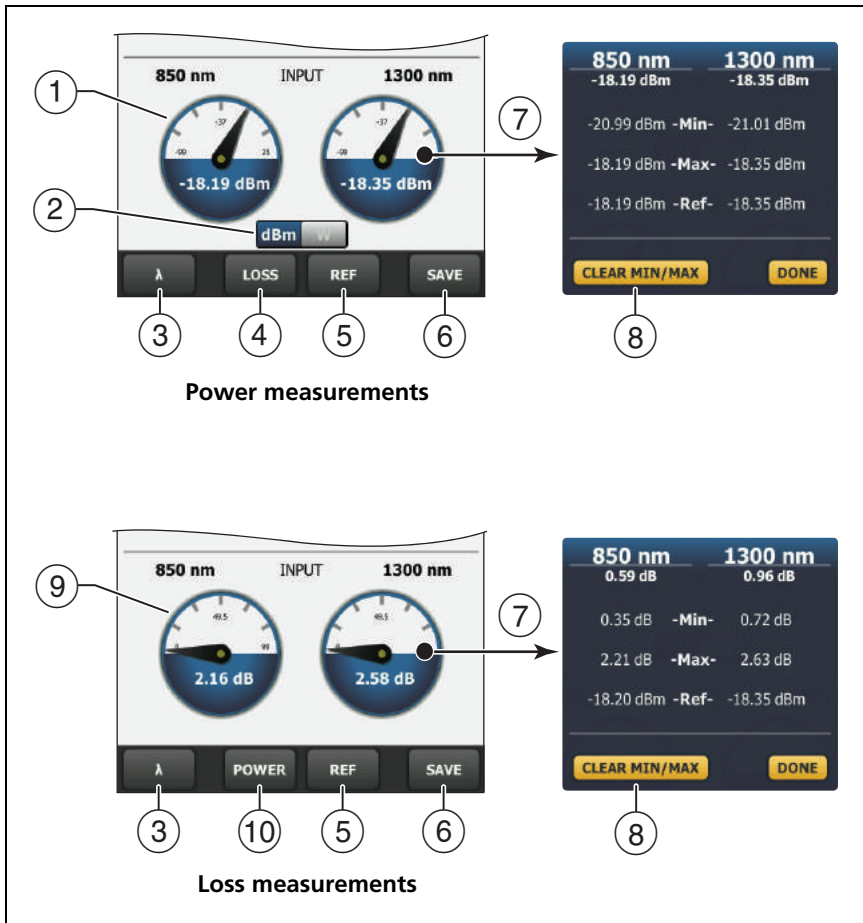 850 nm INPUT 1300 nm
1
-37 -37
-99 25 -99
-18.19 dBm -18.35 dBm
2
dBm W
λ LOSS REF SAVE
3 4 5 6
7
850 nm 1300 nm
-18.19 dBm -18.35 dBm
-20.99 dBm -Min- -21.01 dBm
-18.19 dBm -Max- -18.35 dBm
-18.19 dBm -Ref- -18.35 dBm
CLEAR MIN/MAX DONE
8
Power measurements
850 nm INPUT 1300 nm
9
49.5 49.5
0 99 0
2.16 dB 2.58 dB
λ POWER REF SAVE
3 10 5 6
7
850 nm 1300 nm
0.59 dB 0.96 dB
0.35 dB -Min- 0.72 dB
2.21 dB -Max- 2.63 dB
-18.20 dBm -Ref- -18.35 dBm
CLEAR MIN/MAX DONE
8
Loss measurements